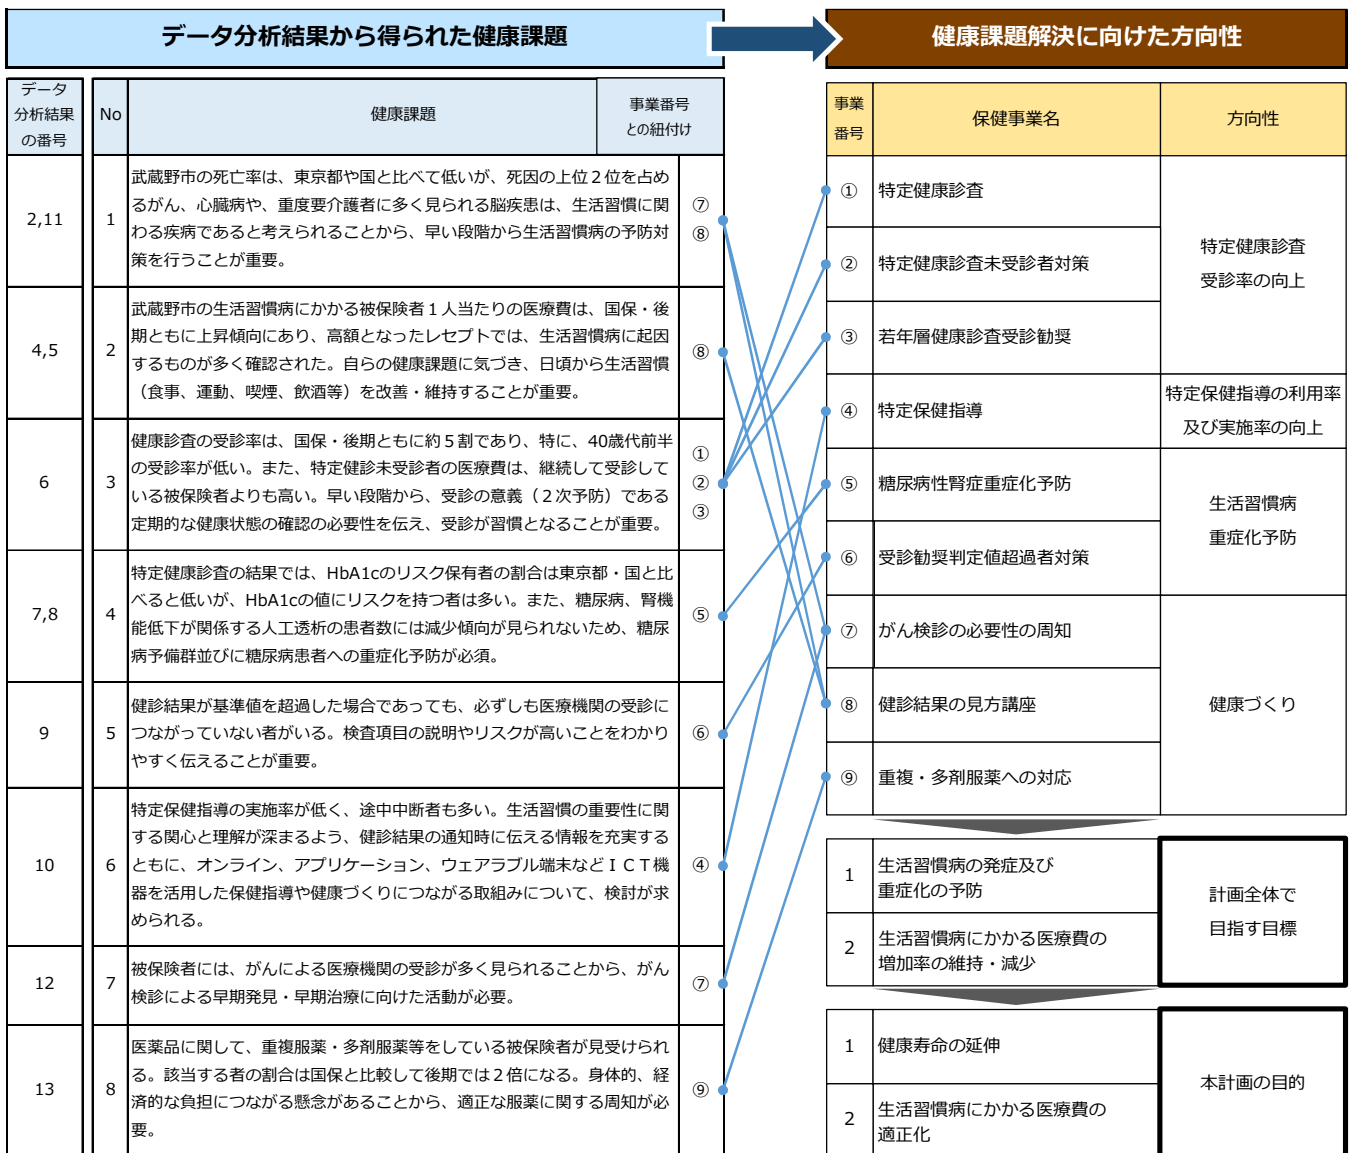 データ分析結果から得られた健康課題
健康課題解決に向けた方向性
データ
分析結果
の番号
No
健康課題
事業番号
との紐付け
2,11
1
武蔵野市の死亡率は、東京都や国と比べて低いが、死因の上位２位を占め
るがん、心臓病や、重度要介護者に多く見られる脳疾患は、生活習慣に関
わる疾病であると考えられることから、早い段階から生活習慣病の予防対
策を行うことが重要。
⑦
⑧
4,5
2
武蔵野市の生活習慣病にかかる被保険者１人当たりの医療費は、国保・後
期ともに上昇傾向にあり、高額となったレセプトでは、生活習慣病に起因
するものが多く確認された。自らの健康課題に気づき、日頃から生活習慣
（食事、運動、喫煙、飲酒等）を改善・維持することが重要。
⑧
6
3
健康診査の受診率は、国保・後期ともに約５割であり、特に、40歳代前半
の受診率が低い。また、特定健診未受診者の医療費は、継続して受診して
いる被保険者よりも高い。早い段階から、受診の意義（２次予防）である
定期的な健康状態の確認の必要性を伝え、受診が習慣となることが重要。
①
②
③
7,8
4
特定健康診査の結果では、HbA1cのリスク保有者の割合は東京都・国と比
べると低いが、HbA1cの値にリスクを持つ者は多い。また、糖尿病、腎機
能低下が関係する人工透析の患者数には減少傾向が見られないため、糖尿
病予備群並びに糖尿病患者への重症化予防が必須。
⑤
9
5
健診結果が基準値を超過した場合であっても、必ずしも医療機関の受診に
つながっていない者がいる。検査項目の説明やリスクが高いことをわかり
やすく伝えることが重要。
⑥
10
6
特定保健指導の実施率が低く、途中中断者も多い。生活習慣の重要性に関
する関心と理解が深まるよう、健診結果の通知時に伝える情報を充実する
ともに、オンライン、アプリケーション、ウェアラブル端末などＩＣＴ機
器を活用した保健指導や健康づくりにつながる取組みについて、検討が求
められる。
④
12
7
被保険者には、がんによる医療機関の受診が多く見られることから、がん
検診による早期発見・早期治療に向けた活動が必要。
⑦
13
8
医薬品に関して、重複服薬・多剤服薬等をしている被保険者が見受けられ
る。該当する者の割合は国保と比較して後期では２倍になる。身体的、経
済的な負担につながる懸念があることから、適正な服薬に関する周知が必
要。
⑨
事業
番号
保健事業名
方向性
①
特定健康診査
②
特定健康診査未受診者対策
③
若年層健康診査受診勧奨
特定健康診査
受診率の向上
④
特定保健指導
特定保健指導の利用率
及び実施率の向上
⑤
糖尿病性腎症重症化予防
⑥
受診勧奨判定値超過者対策
生活習慣病
重症化予防
⑦
がん検診の必要性の周知
⑧
健診結果の見方講座
⑨
重複・多剤服薬への対応
健康づくり
1
生活習慣病の発症及び
重症化の予防
2
生活習慣病にかかる医療費の
増加率の維持・減少
計画全体で
目指す目標
1
健康寿命の延伸
2
生活習慣病にかかる医療費の
適正化
本計画の目的